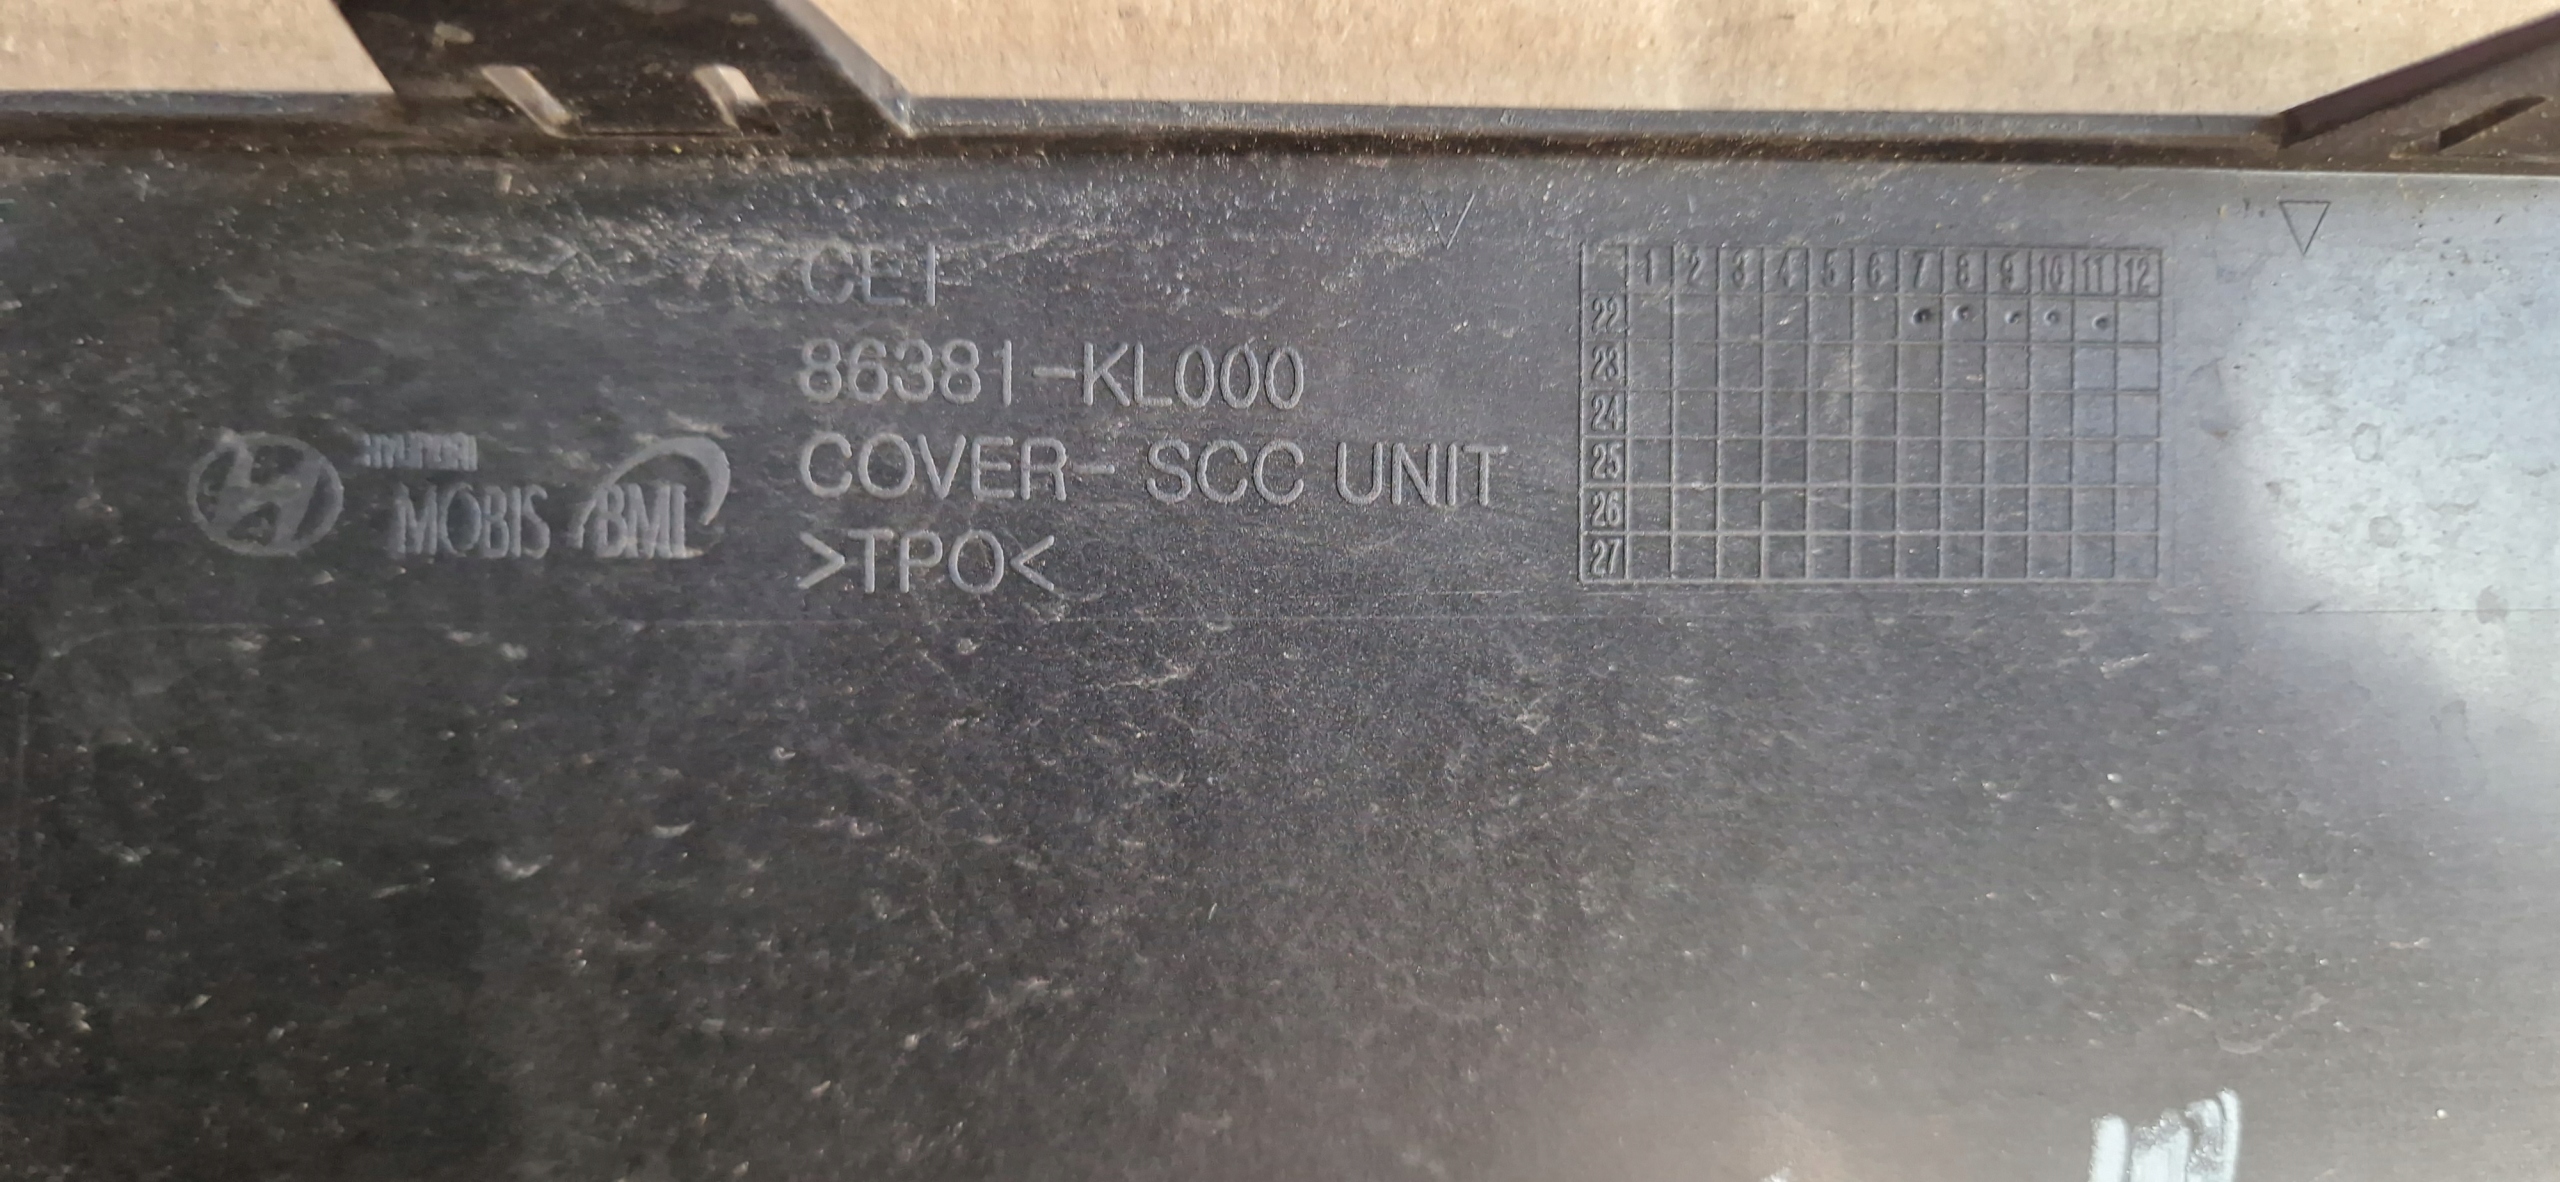 CE1
86381-KL000
COVER- SCC UNIT
>TPO<
HYUNDAI
MOBIS BMI
1 2 3 4 5 6 7 8 9 10 11 12
22
23
24
25
26
27